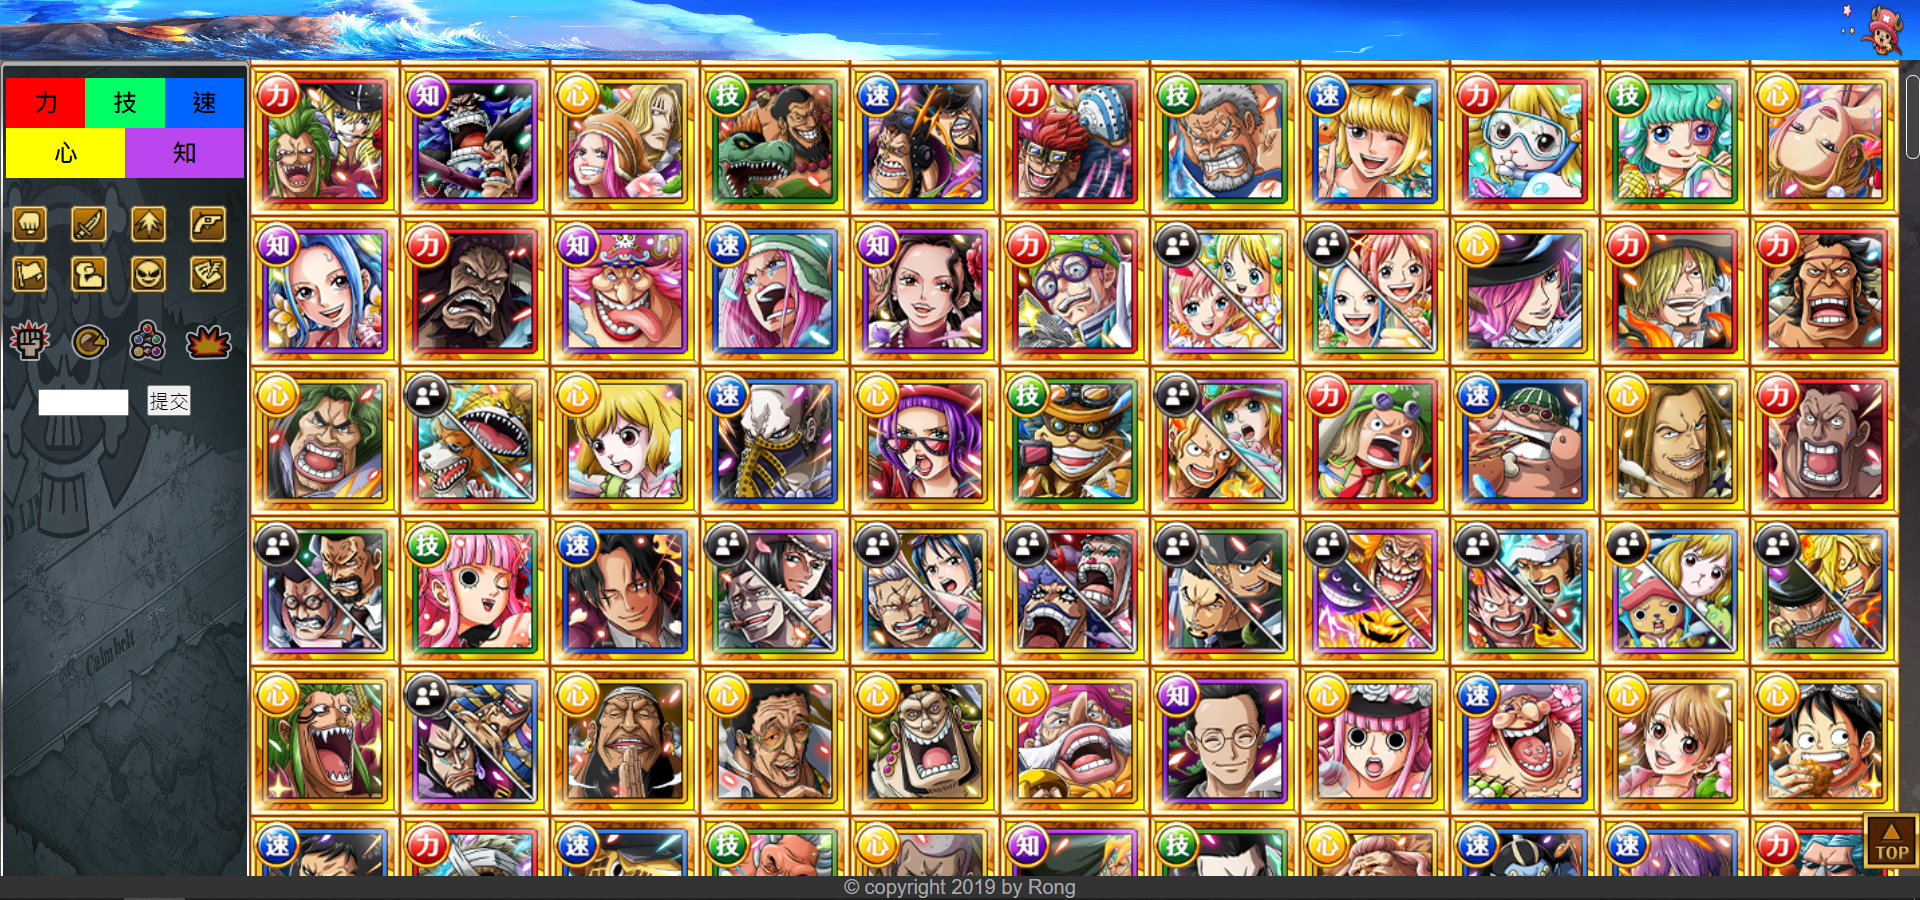 力 技 速
心 知
提交
力 知 心 技 速 力 技 速 力 技 心
知 力 知 速 知 力 心 力 力
心 心 速 心 技 力 速 心 力
技 速
心 心 心 心 心 知 心 速 心 心
速 力 速 技 心 知 技 心 速 速 力
Calm belt
TOP
© copyright 2019 by Rong